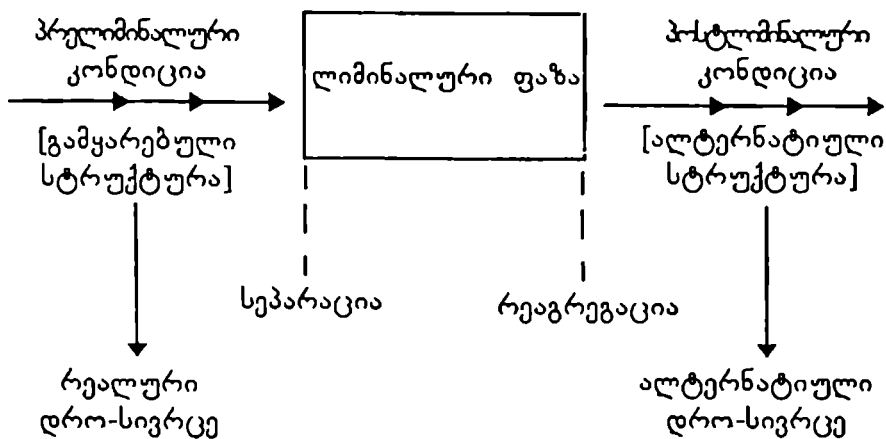 პრელიმინალური
კონდიცია
[გამყარებული
სტრუქტურა]
ლიმინალური ფაზა
პოსტლიმინალური
კონდიცია
[ალტერნატიული
სტრუქტურა]
სეპარაცია
რეაგრეგაცია
რეალური
დრო-სივრცე
ალტერნატიული
დრო-სივრცე